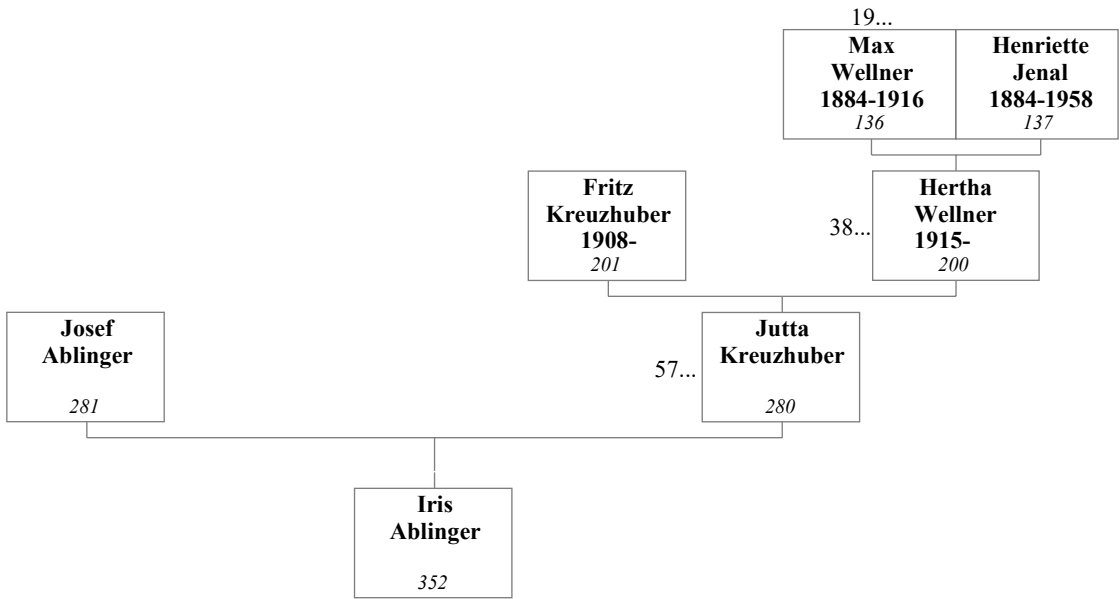 19...
Max
Wellner
1884-1916
136
Henriette
Jenal
1884-1958
137
Fritz
Kreuzhuber
1908-
201
38...
Hertha
Wellner
1915-
200
Josef
Ablinger
281
57...
Jutta
Kreuzhuber
280
Iris
Ablinger
352